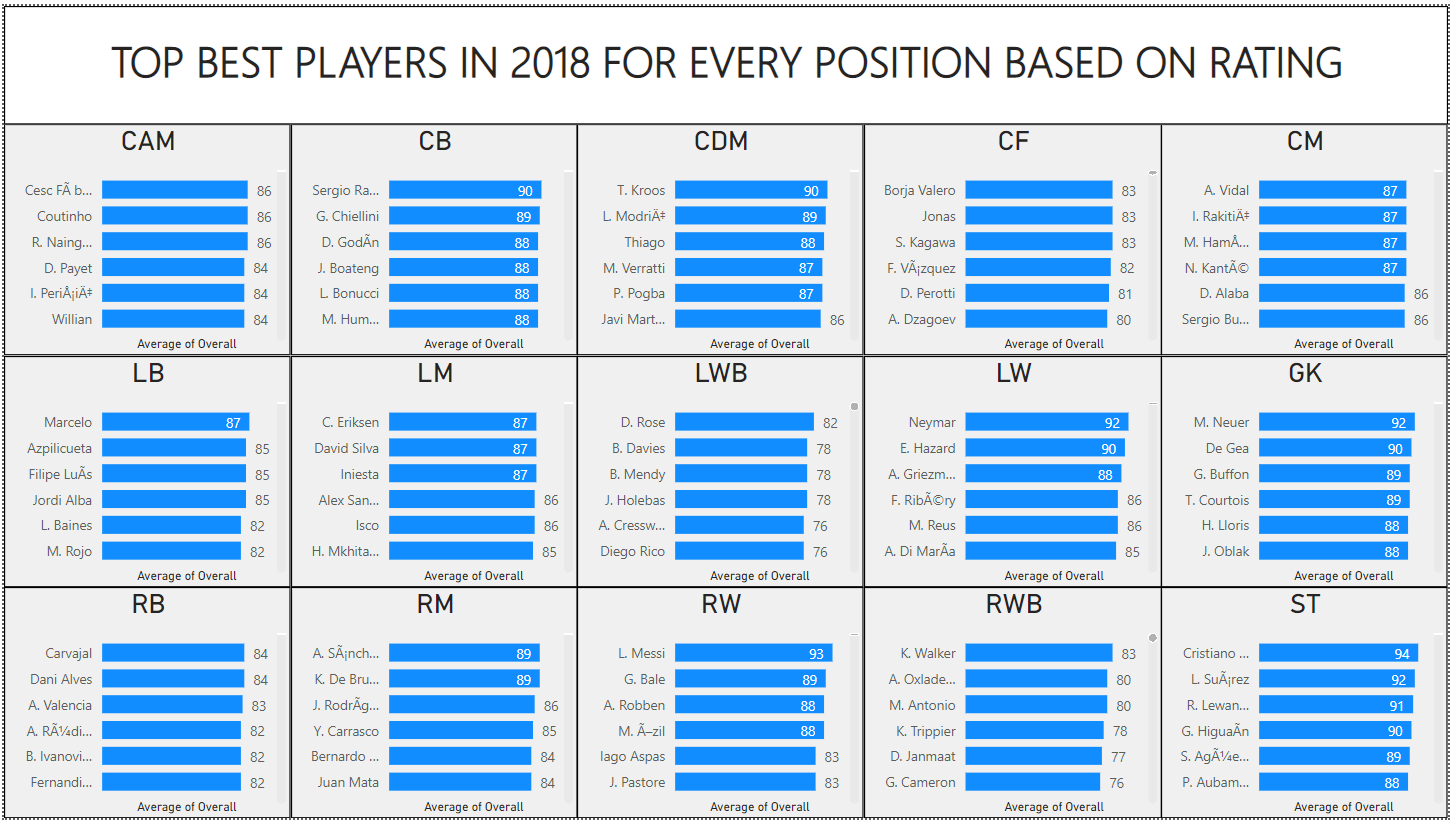 TOP BEST PLAYERS IN 2018 FOR EVERY POSITION BASED ON RATING
CAM
Cesc FÃ b... 86
Coutinho 86
R. Naing... 86
D. Payet 84
I. PeriÅ¡iÄ‡ 84
Willian 84
Average of Overall
CB
Sergio Ra... 90
G. Chiellini 89
D. GodÃ­n 88
J. Boateng 88
L. Bonucci 88
M. Hum... 88
Average of Overall
CDM
T. Kroos 90
L. ModriÄ‡ 89
Thiago 88
M. Verratti 87
P. Pogba 87
Javi Mart... 86
Average of Overall
CF
Borja Valero 83
Jonas 83
S. Kagawa 83
F. VÃ¡zquez 82
D. Perotti 81
A. Dzagoev 80
Average of Overall
CM
A. Vidal 87
I. RakitiÄ‡ 87
M. HamÅ... 87
N. KantÃ© 87
D. Alaba 86
Sergio Bu... 86
Average of Overall
LB
Marcelo 87
Azpilicueta 85
Filipe LuÃ­s 85
Jordi Alba 85
L. Baines 82
M. Rojo 82
Average of Overall
LM
C. Eriksen 87
David Silva 87
Iniesta 87
Alex San... 86
Isco 86
H. Mkhita... 85
Average of Overall
LWB
D. Rose 82
B. Davies 78
B. Mendy 78
J. Holebas 78
A. Cressw... 76
Diego Rico 76
Average of Overall
LW
Neymar 92
E. Hazard 90
A. Griezm... 88
F. RibÃ©ry 86
M. Reus 86
A. Di MarÃ­a 85
Average of Overall
GK
M. Neuer 92
De Gea 90
G. Buffon 89
T. Courtois 89
H. Lloris 88
J. Oblak 88
Average of Overall
RB
Carvajal 84
Dani Alves 84
A. Valencia 83
A. RÃ¼di... 82
B. Ivanovi... 82
Fernandi... 82
Average of Overall
RM
A. SÃ¡nch... 89
K. De Bru... 89
J. RodrÃ­g... 86
Y. Carrasco 85
Bernardo ... 84
Juan Mata 84
Average of Overall
RW
L. Messi 93
G. Bale 89
A. Robben 88
M. Ã–zil 88
Iago Aspas 83
J. Pastore 83
Average of Overall
RWB
K. Walker 83
A. Oxlade... 80
M. Antonio 80
K. Trippier 78
D. Janmaat 77
G. Cameron 76
Average of Overall
ST
Cristiano ... 94
L. SuÃ¡rez 92
R. Lewan... 91
G. HiguaÃ­n 90
S. AgÃ¼e... 89
P. Aubam... 88
Average of Overall